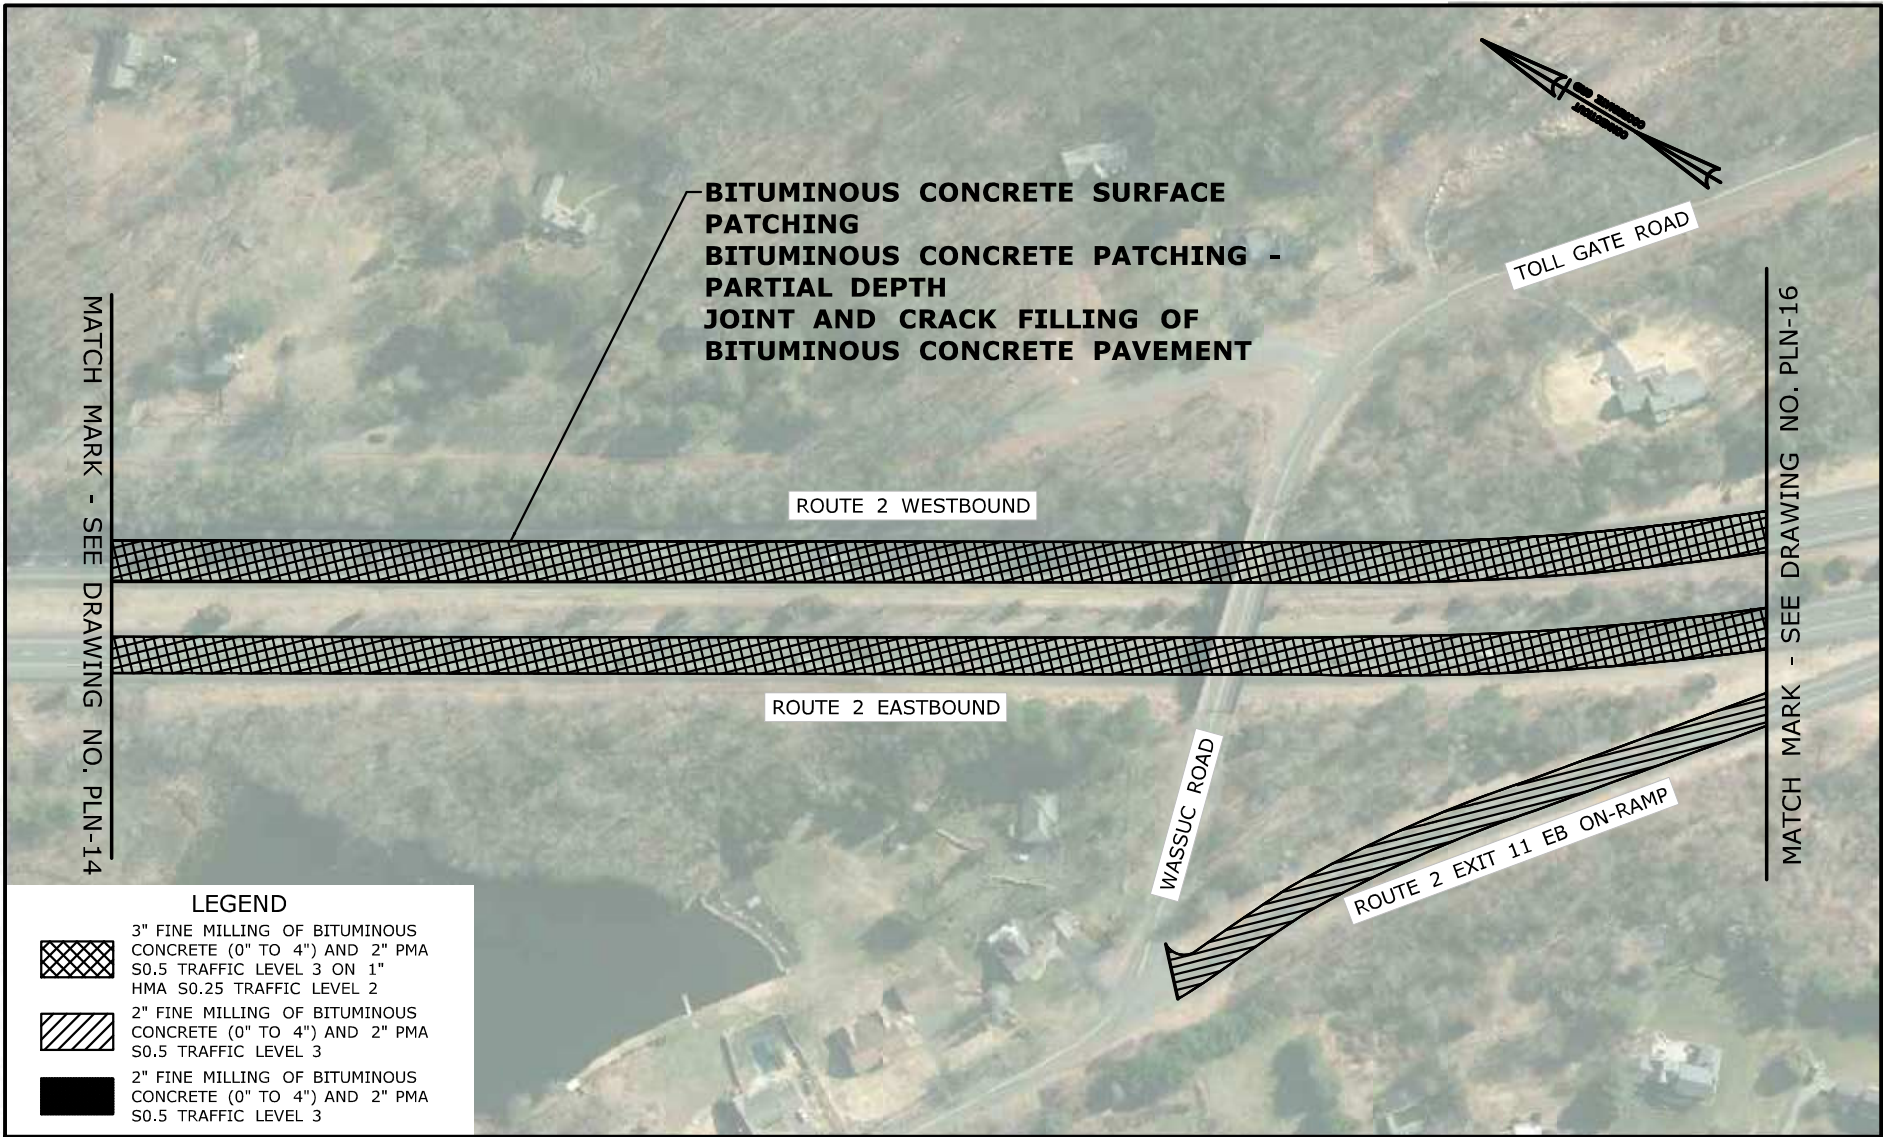 CONNECTICUT
COORDINATE GRID
BITUMINOUS CONCRETE SURFACE
PATCHING
BITUMINOUS CONCRETE PATCHING -
PARTIAL DEPTH
JOINT AND CRACK FILLING OF
BITUMINOUS CONCRETE PAVEMENT
TOLL GATE ROAD
MATCH MARK - SEE DRAWING NO. PLN-14
MATCH MARK - SEE DRAWING NO. PLN-16
ROUTE 2 WESTBOUND
ROUTE 2 EASTBOUND
WASSUC ROAD
ROUTE 2 EXIT 11 EB ON-RAMP
LEGEND
3" FINE MILLING OF BITUMINOUS
CONCRETE (0" TO 4") AND 2" PMA
S0.5 TRAFFIC LEVEL 3 ON 1"
HMA S0.25 TRAFFIC LEVEL 2
2" FINE MILLING OF BITUMINOUS
CONCRETE (0" TO 4") AND 2" PMA
S0.5 TRAFFIC LEVEL 3
2" FINE MILLING OF BITUMINOUS
CONCRETE (0" TO 4") AND 2" PMA
S0.5 TRAFFIC LEVEL 3